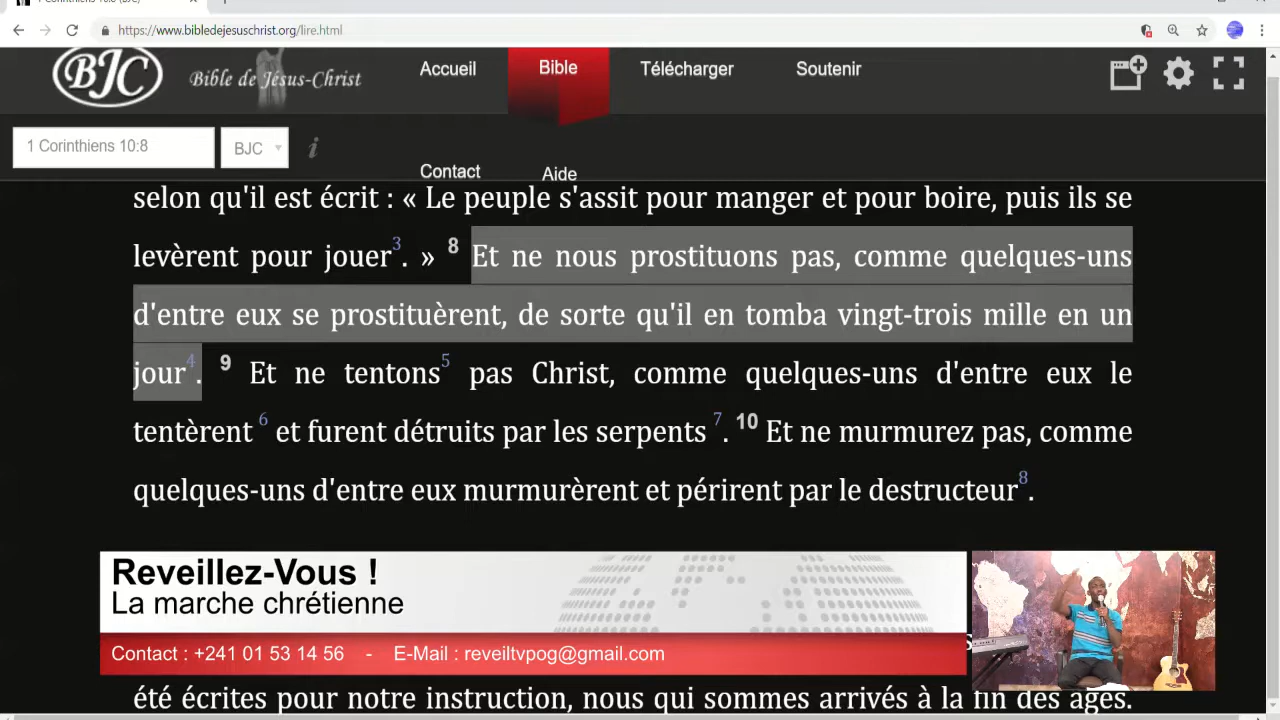 https://www.bibledejesuschrist.org/lire.html
BJC
Bible de Jésus-Christ
Accueil
Bible
Télécharger
Soutenir
1 Corinthiens 10:8
BJC
i
Contact
Aide
selon qu'il est écrit : « Le peuple s'assit pour manger et pour boire, puis ils se
levèrent pour jouer3. » 8 Et ne nous prostituons pas, comme quelques-uns
d'entre eux se prostituèrent, de sorte qu'il en tomba vingt-trois mille en un
jour4. 9 Et ne tentons5 pas Christ, comme quelques-uns d'entre eux le
tentèrent 6 et furent détruits par les serpents 7. 10 Et ne murmurez pas, comme
quelques-uns d'entre eux murmurèrent et périrent par le destructeur8.
Reveillez-Vous !
La marche chrétienne
Contact : +241 01 53 14 56 - E-Mail : reveiltvpog@gmail.com
été écrites pour notre instruction, nous qui sommes arrivés à la fin des âges.